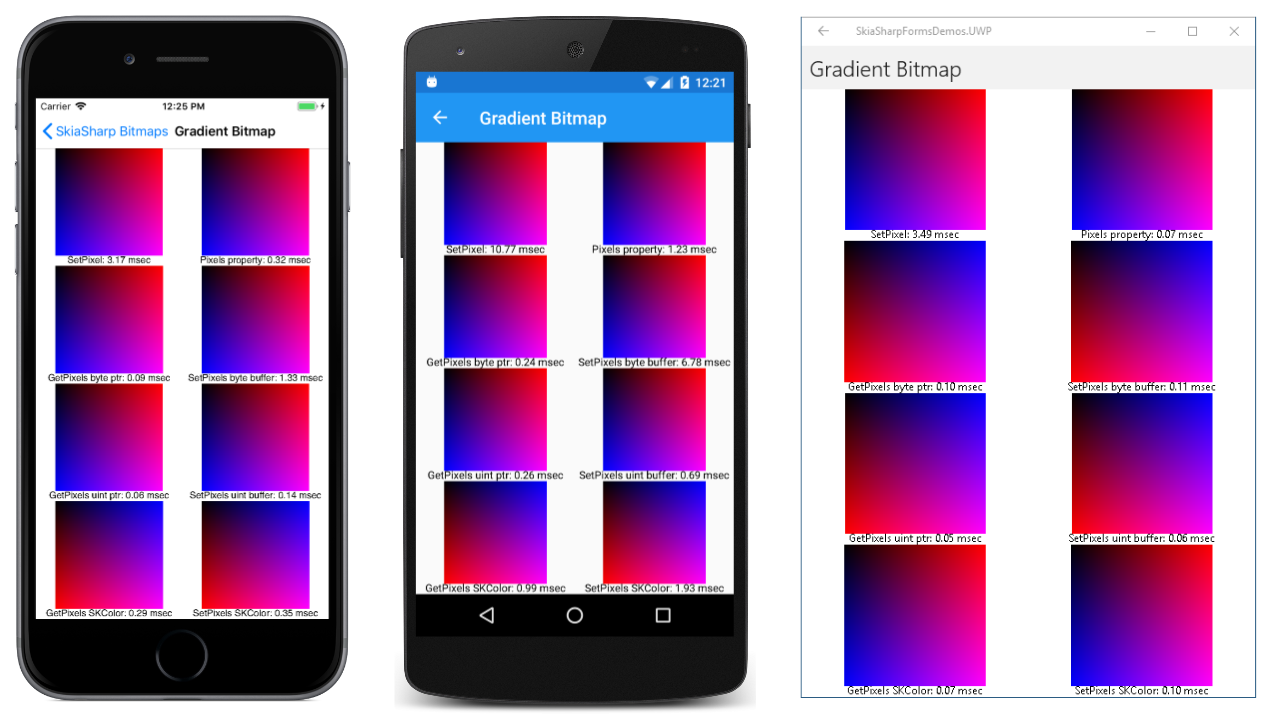 Carrier 12:25 PM
SkiaSharp Bitmaps Gradient Bitmap
SetPixel: 3.17 msec Pixels property: 0.32 msec
GetPixels byte ptr: 0.09 msec SetPixels byte buffer: 1.33 msec
GetPixels uint ptr: 0.06 msec SetPixels uint buffer: 0.14 msec
GetPixels SKColor: 0.29 msec SetPixels SKColor: 0.35 msec
12:21
Gradient Bitmap
SetPixel: 10.77 msec Pixels property: 1.23 msec
GetPixels byte ptr: 0.24 msec SetPixels byte buffer: 6.78 msec
GetPixels uint ptr: 0.26 msec SetPixels uint buffer: 0.69 msec
GetPixels SKColor: 0.99 msec SetPixels SKColor: 1.93 msec
SkiaSharpFormsDemos.UWP
Gradient Bitmap
SetPixel: 3.49 msec Pixels property: 0.07 msec
GetPixels byte ptr: 0.10 msec SetPixels byte buffer: 0.11 msec
GetPixels uint ptr: 0.05 msec SetPixels uint buffer: 0.06 msec
GetPixels SKColor: 0.07 msec SetPixels SKColor: 0.10 msec